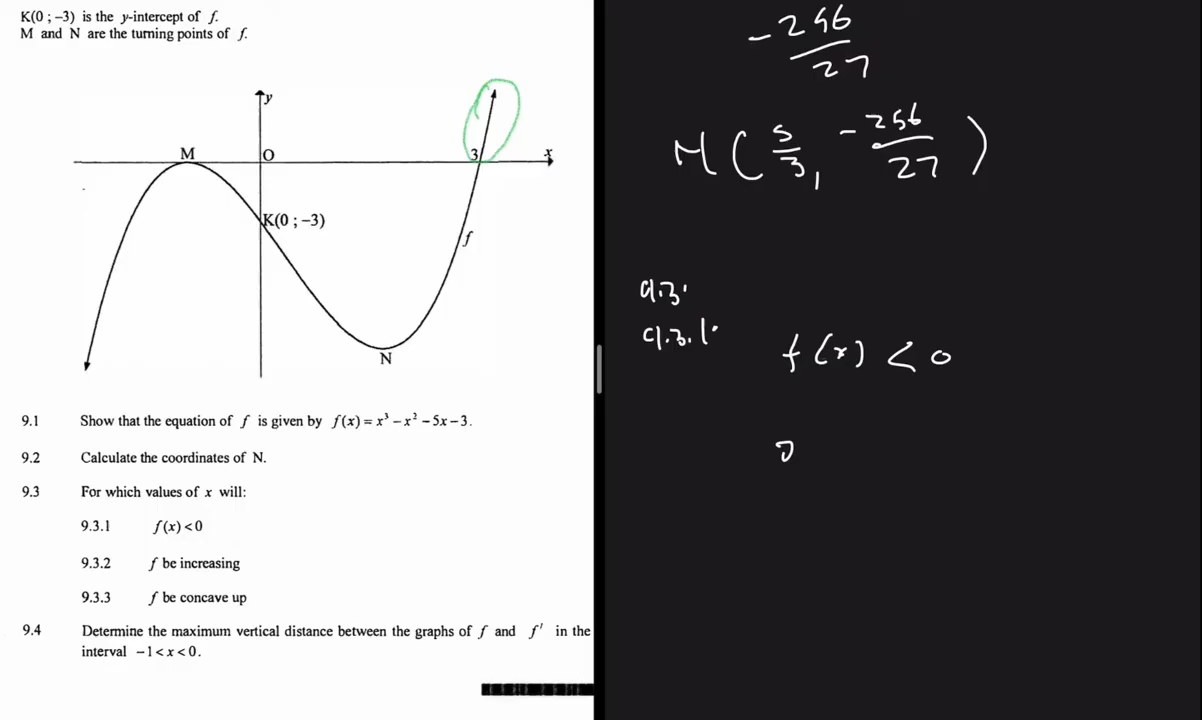 K(0 ; –3) is the y-intercept of f.
M and N are the turning points of f.
y
M
O
3
x
K(0 ; –3)
f
N
9.1 Show that the equation of f is given by f(x) = x³ – x² – 5x – 3.
9.2 Calculate the coordinates of N.
9.3 For which values of x will:
9.3.1 f(x) < 0
9.3.2 f be increasing
9.3.3 f be concave up
9.4 Determine the maximum vertical distance between the graphs of f and f′ in the
interval –1 < x < 0.
-256/27
M(5/3, -256/27)
9.3.
9.3.1.
f(x) < 0